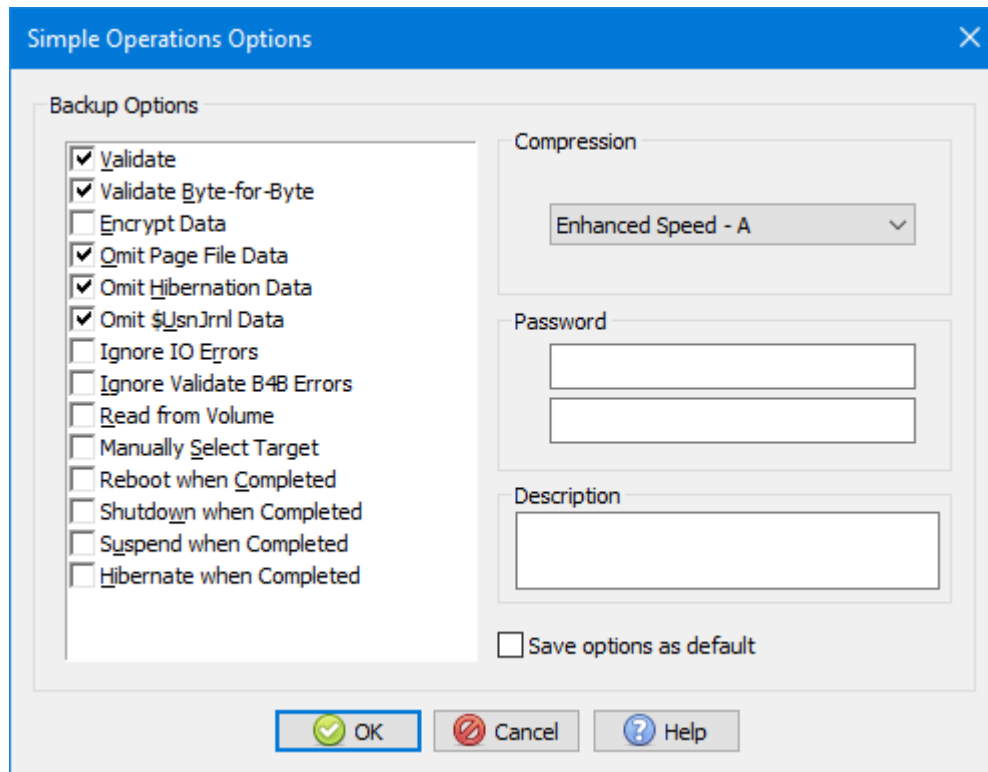 Simple Operations Options
Backup Options
Validate
Validate Byte-for-Byte
Encrypt Data
Omit Page File Data
Omit Hibernation Data
Omit $UsnJrnl Data
Ignore IO Errors
Ignore Validate B4B Errors
Read from Volume
Manually Select Target
Reboot when Completed
Shutdown when Completed
Suspend when Completed
Hibernate when Completed
Compression
Enhanced Speed - A
Password
Description
Save options as default
OK
Cancel
Help